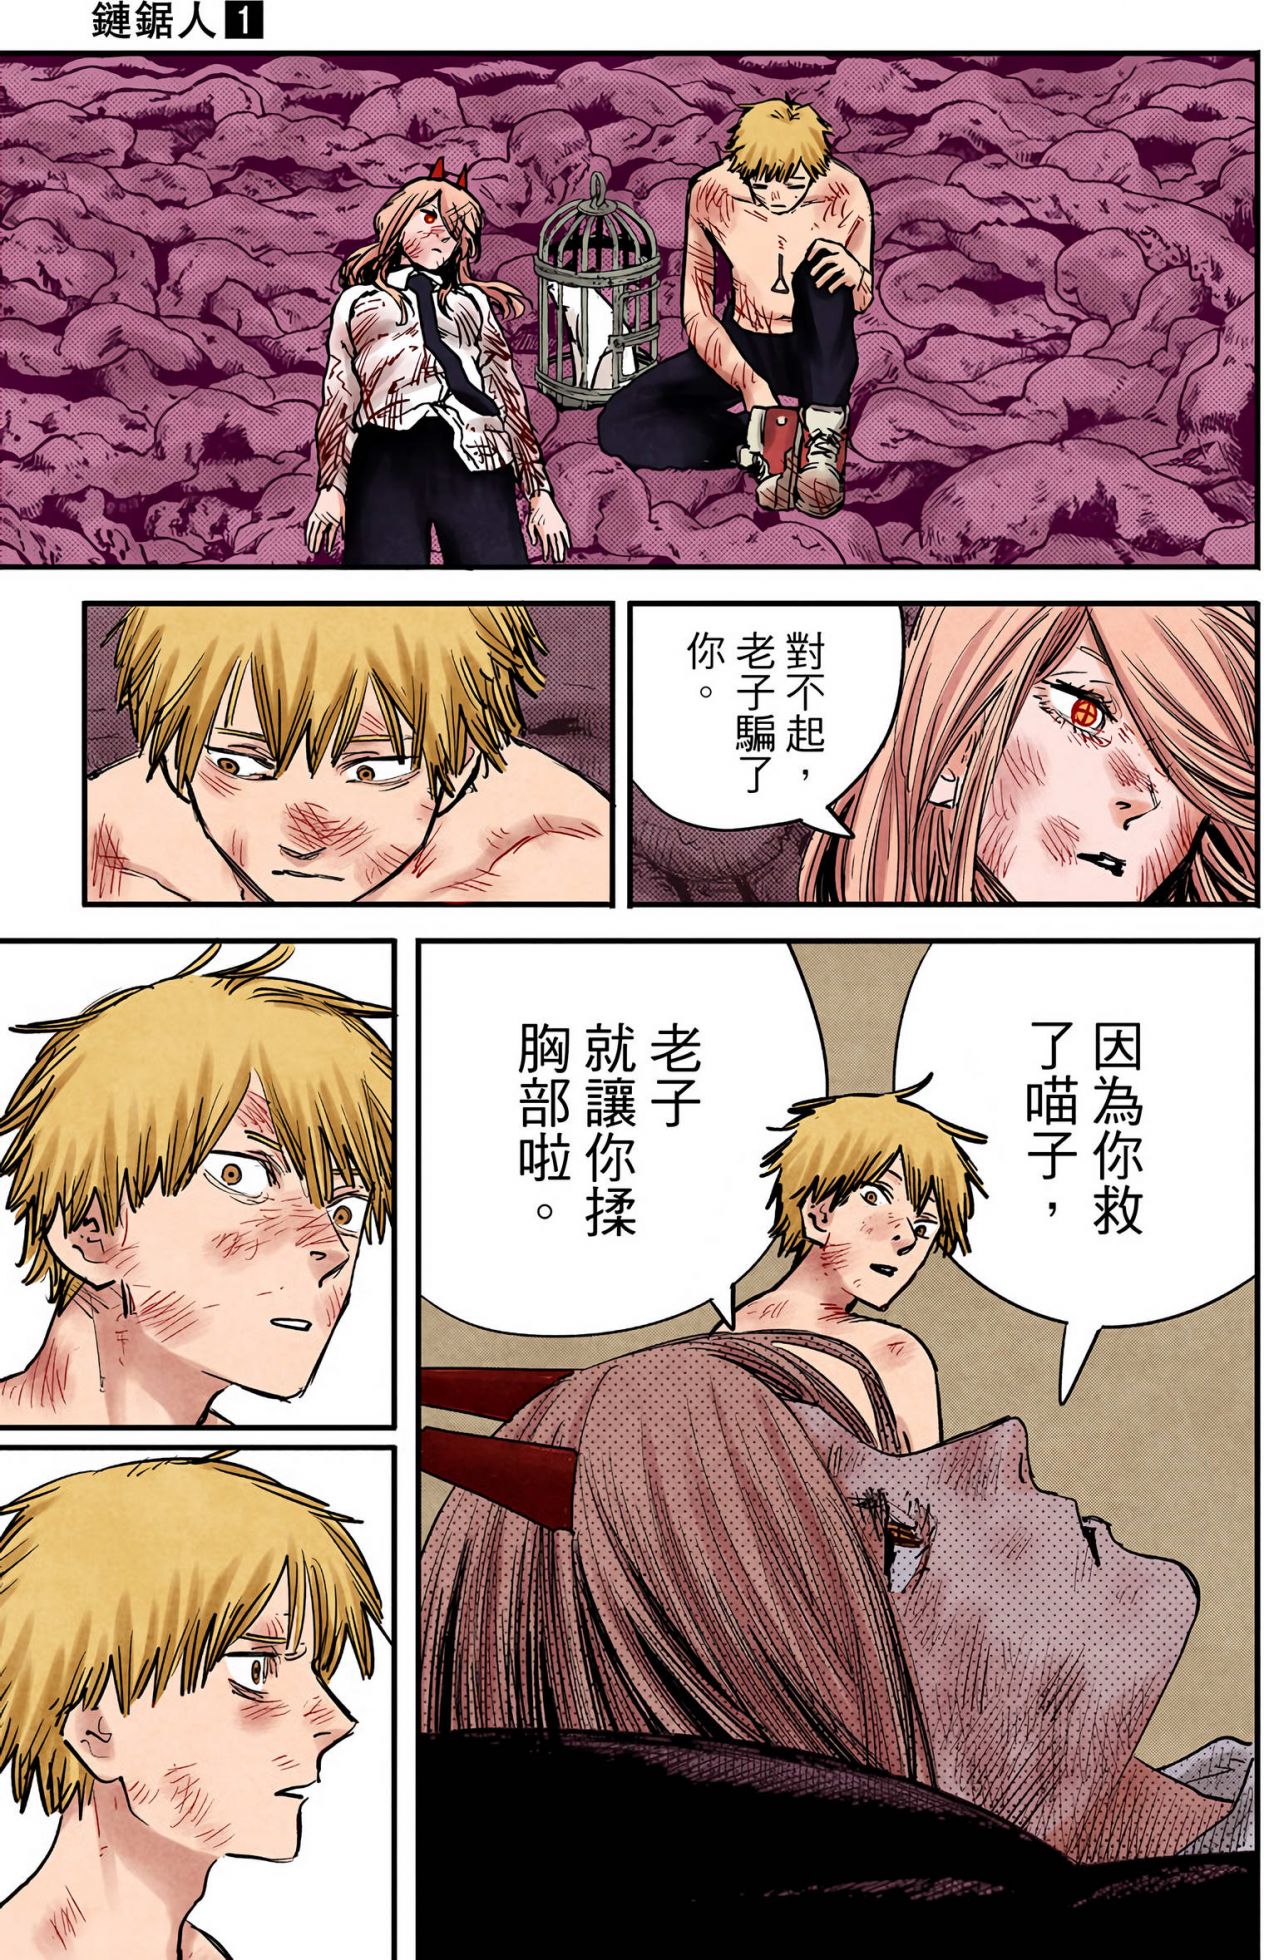 鏈鋸人1
對不起，
老子騙了
你。
因為你救
了喵子，
老子
就讓你揉
胸部啦。